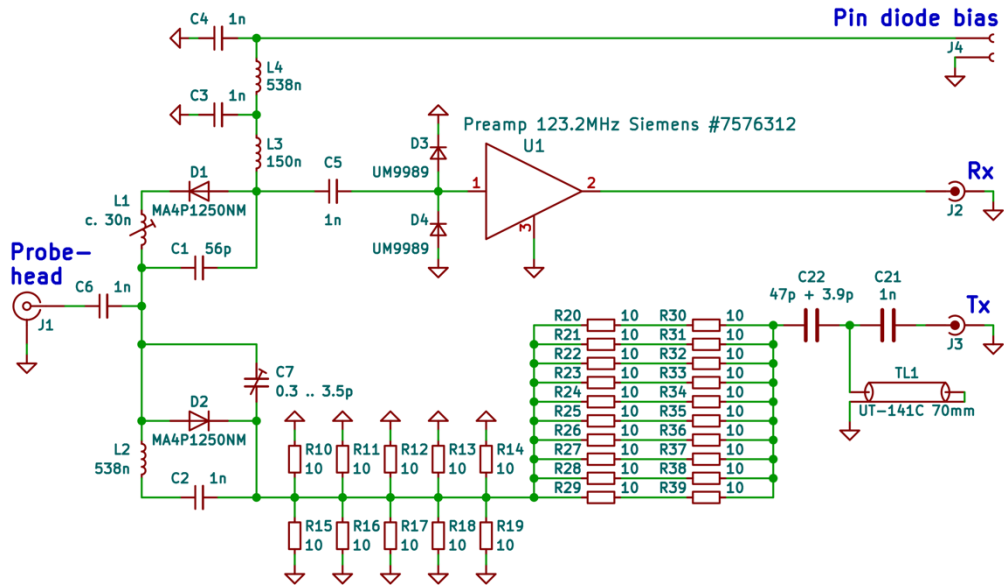 C4 1n
Pin diode bias
J4
L4
538n
C3 1n
L3
150n
Preamp 123.2MHz Siemens #7576312
D3
U1
UM9989
D1
C5
MA4P1250NM
1n
1
2
3
Rx
J2
L1
c. 30n
D4
UM9989
C1 56p
Probe-
head
C6 1n
J1
C22
47p + 3.9p
C21
1n
Tx
J3
C7
0.3 .. 3.5p
D2
MA4P1250NM
L2
538n
C2 1n
TL1
UT-141C 70mm
R20 10 R30 10
R21 10 R31 10
R22 10 R32 10
R23 10 R33 10
R24 10 R34 10
R25 10 R35 10
R26 10 R36 10
R27 10 R37 10
R28 10 R38 10
R29 10 R39 10
R10 R11 R12 R13 R14
10 10 10 10 10
R15 R16 R17 R18 R19
10 10 10 10 10